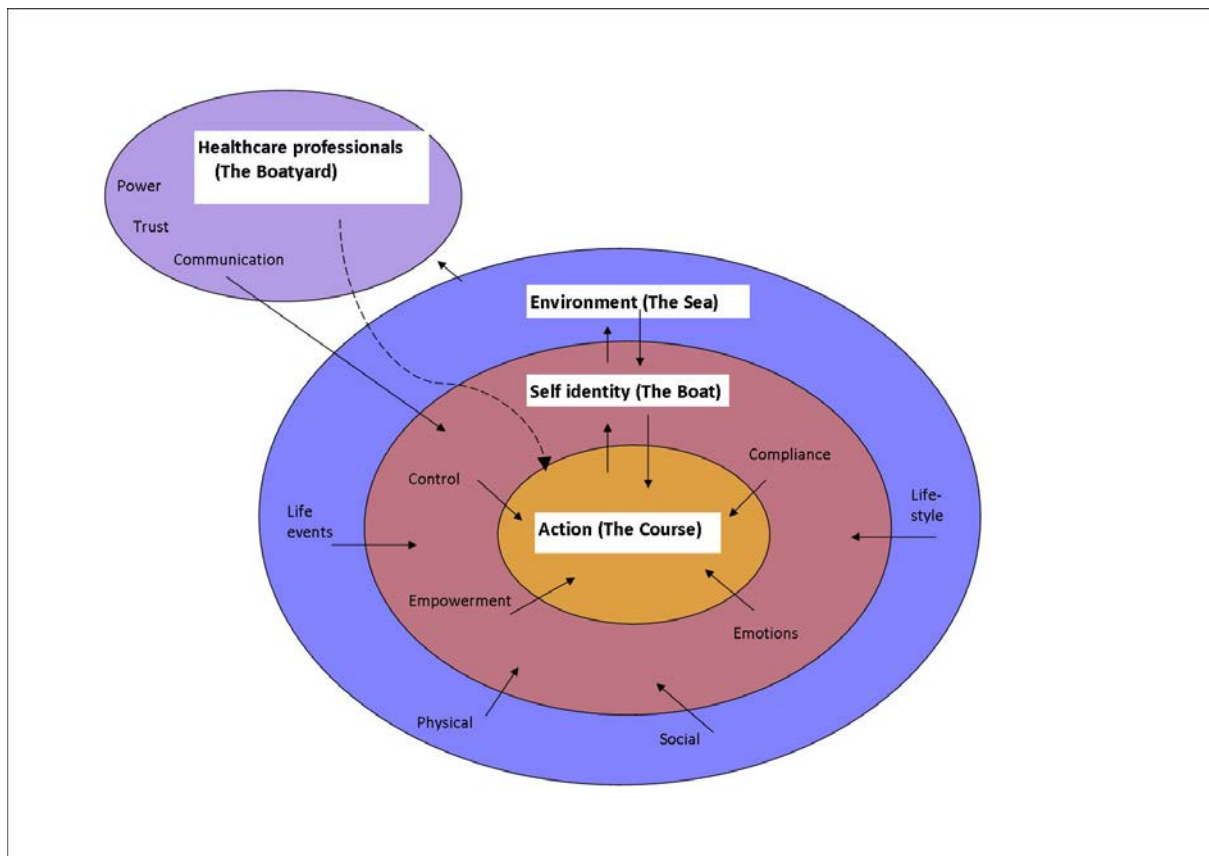 Healthcare professionals
(The Boatyard)
Power
Trust
Communication
Environment (The Sea)
Self identity (The Boat)
Compliance
Control
Life-
style
Life
events
Action (The Course)
Empowerment
Emotions
Physical
Social